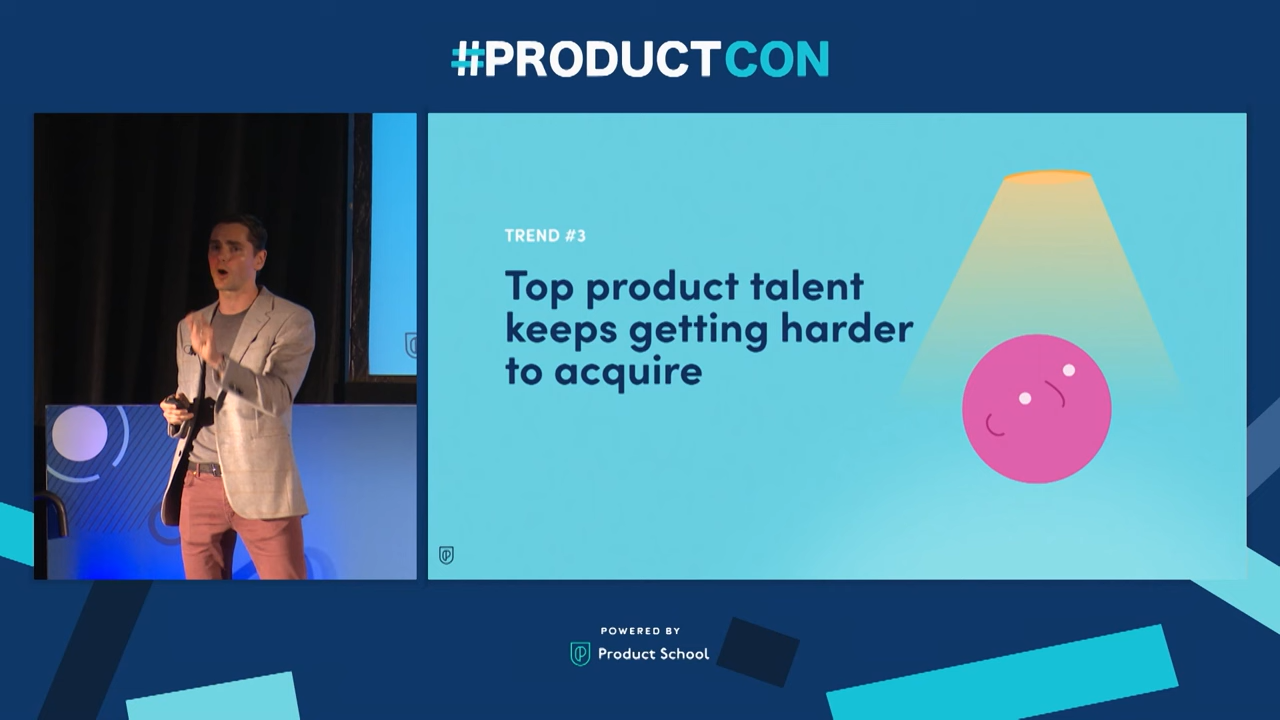 #PRODUCTCON
TREND #3
Top product talent
keeps getting harder
to acquire
POWERED BY
Product School